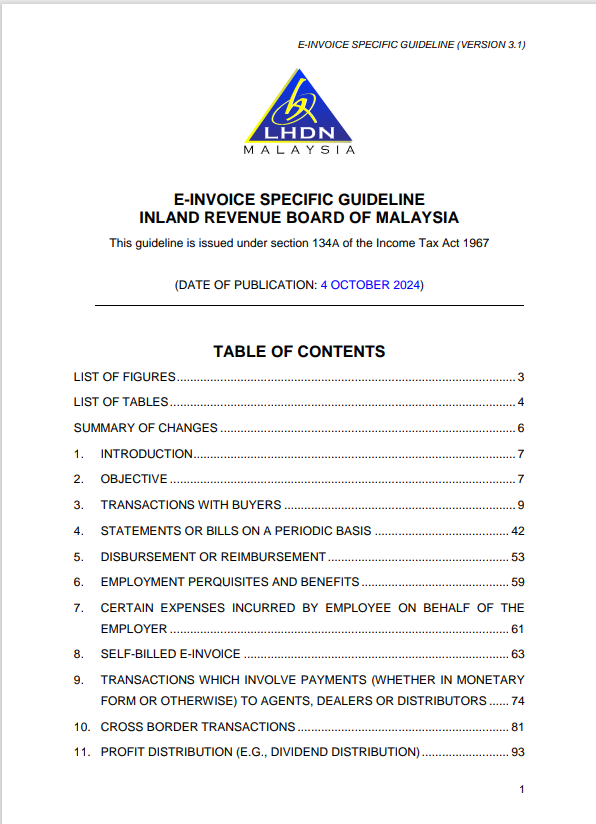 E-INVOICE SPECIFIC GUIDELINE (VERSION 3.1)
LHDN
MALAYSIA
E-INVOICE SPECIFIC GUIDELINE
INLAND REVENUE BOARD OF MALAYSIA
This guideline is issued under section 134A of the Income Tax Act 1967
(DATE OF PUBLICATION: 4 OCTOBER 2024)
TABLE OF CONTENTS
LIST OF FIGURES 3
LIST OF TABLES 4
SUMMARY OF CHANGES 6
1. INTRODUCTION 7
2. OBJECTIVE 7
3. TRANSACTIONS WITH BUYERS 9
4. STATEMENTS OR BILLS ON A PERIODIC BASIS 42
5. DISBURSEMENT OR REIMBURSEMENT 53
6. EMPLOYMENT PERQUISITES AND BENEFITS 59
7. CERTAIN EXPENSES INCURRED BY EMPLOYEE ON BEHALF OF THE
EMPLOYER 61
8. SELF-BILLED E-INVOICE 63
9. TRANSACTIONS WHICH INVOLVE PAYMENTS (WHETHER IN MONETARY
FORM OR OTHERWISE) TO AGENTS, DEALERS OR DISTRIBUTORS 74
10. CROSS BORDER TRANSACTIONS 81
11. PROFIT DISTRIBUTION (E.G., DIVIDEND DISTRIBUTION) 93
1